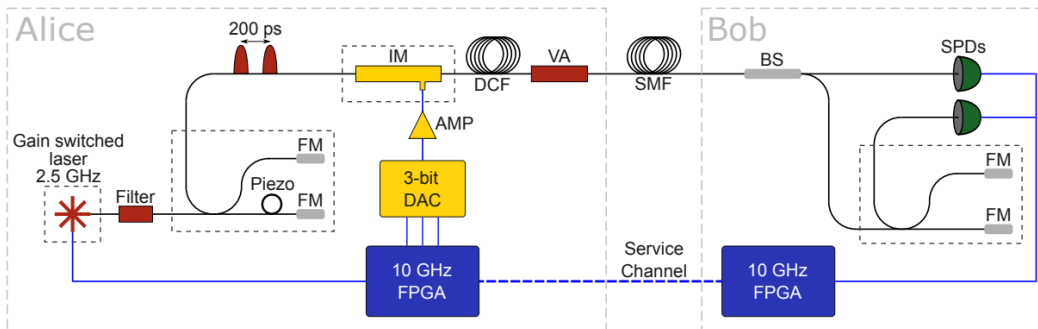 Alice
Bob
200 ps
IM
DCF
VA
SMF
BS
SPDs
AMP
Gain switched
laser
2.5 GHz
Filter
Piezo
FM
FM
3-bit
DAC
FM
FM
10 GHz
FPGA
Service
Channel
10 GHz
FPGA